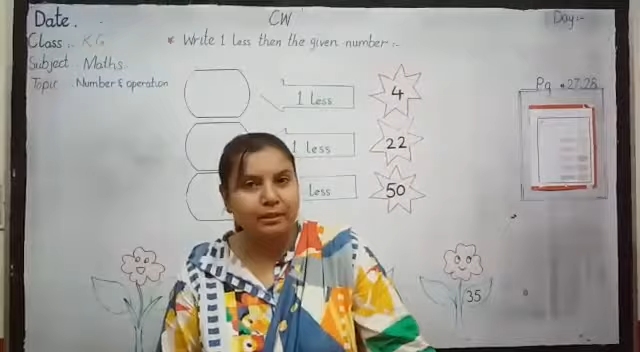 Date.
CW
Day:-
Class:. KG
* Write 1 less then the given number:-
Subject. Maths.
Topic. Number & operation
Pg # 27,28
1 less
4
1 less
22
less
50
35